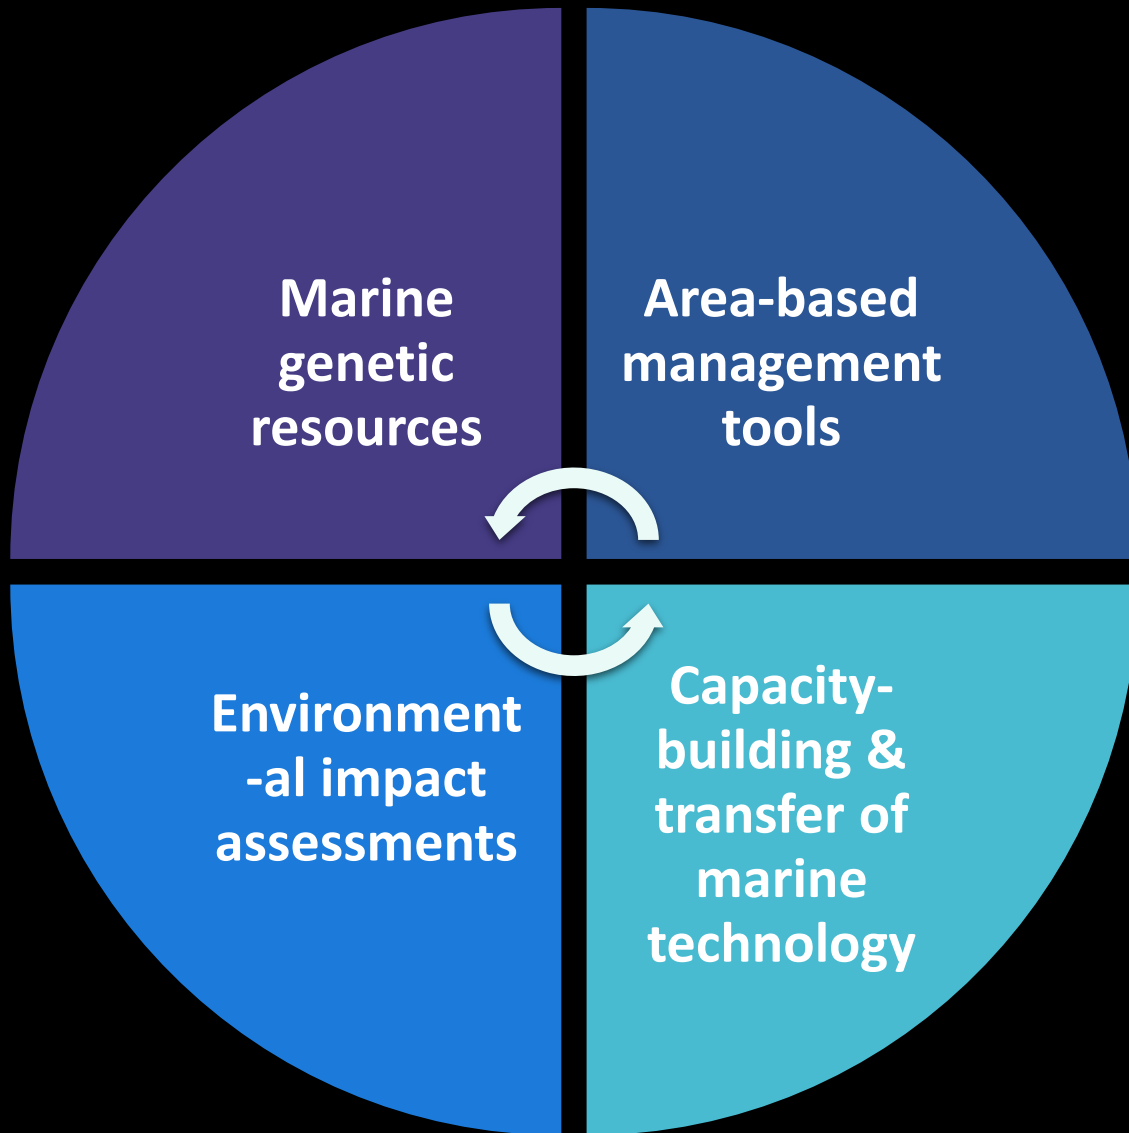 Marine
genetic
resources
Area-based
management
tools
Environment
-al impact
assessments
Capacity-
building &
transfer of
marine
technology